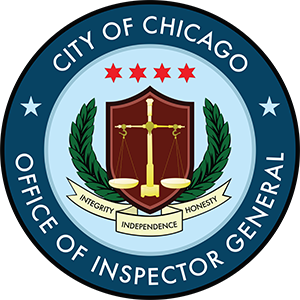 CITY OF CHICAGO
INTEGRITY
INDEPENDENCE
HONESTY
OFFICE OF INSPECTOR GENERAL